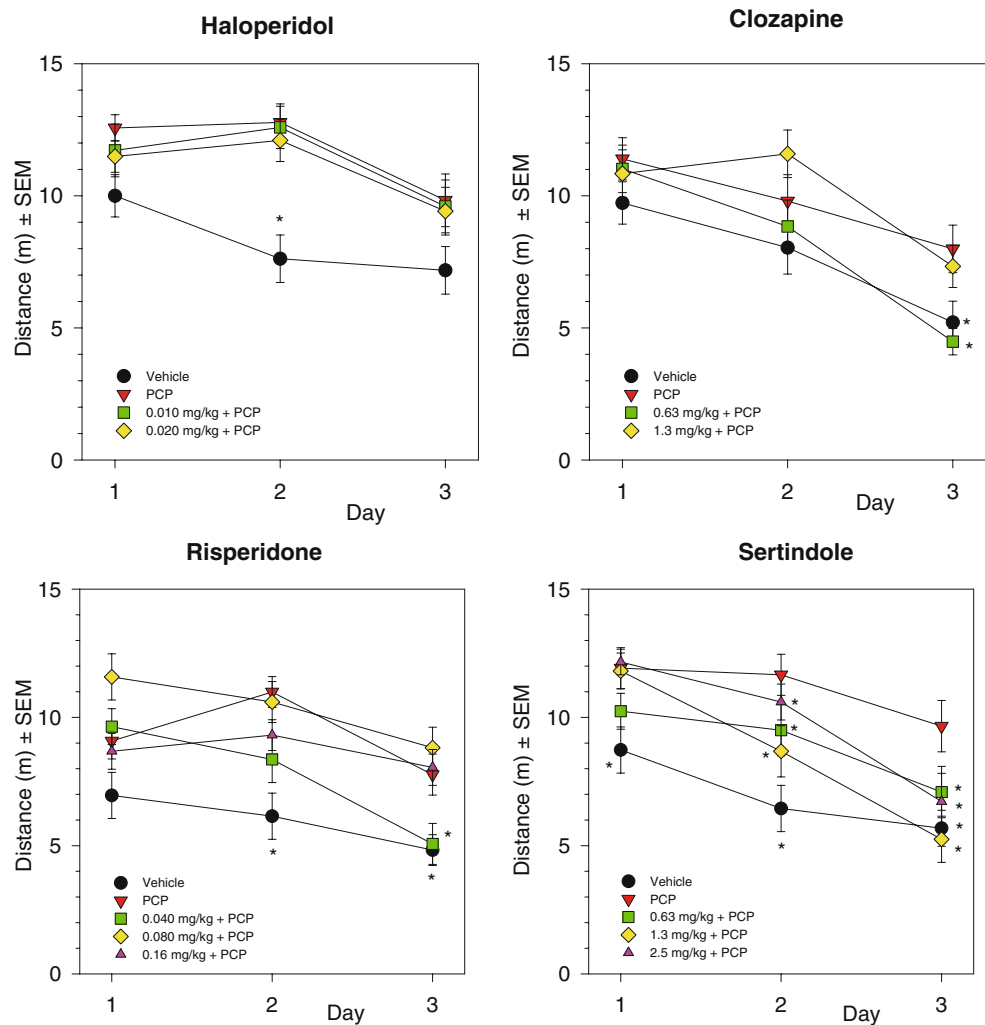 Haloperidol
15
10
5
0
Distance (m) ± SEM
*
Vehicle
PCP
0.010 mg/kg + PCP
0.020 mg/kg + PCP
1
2
3
Day
Clozapine
15
10
5
0
Distance (m) ± SEM
*
*
Vehicle
PCP
0.63 mg/kg + PCP
1.3 mg/kg + PCP
1
2
3
Day
Risperidone
15
10
5
0
Distance (m) ± SEM
*
*
*
Vehicle
PCP
0.040 mg/kg + PCP
0.080 mg/kg + PCP
0.16 mg/kg + PCP
1
2
3
Day
Sertindole
15
10
5
0
Distance (m) ± SEM
*
*
*
*
*
*
*
*
*
Vehicle
PCP
0.63 mg/kg + PCP
1.3 mg/kg + PCP
2.5 mg/kg + PCP
1
2
3
Day